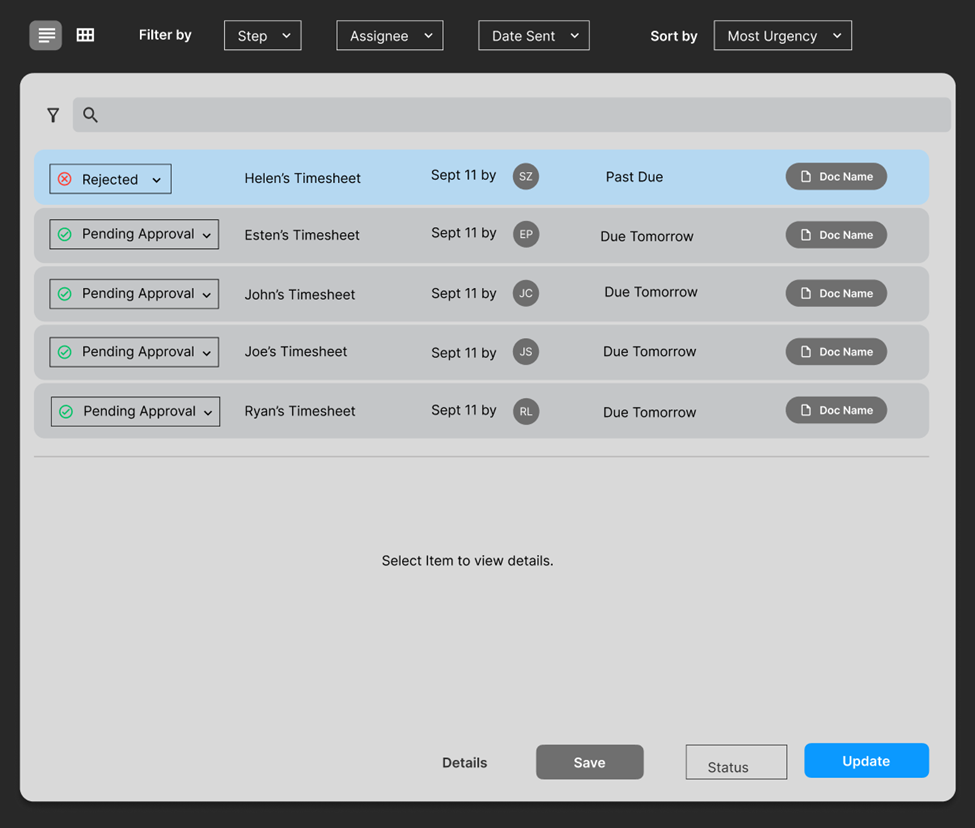 Filter by Step Assignee Date Sent Sort by Most Urgency
Rejected Helen’s Timesheet Sept 11 by SZ Past Due Doc Name
Pending Approval Esten’s Timesheet Sept 11 by EP Due Tomorrow Doc Name
Pending Approval John’s Timesheet Sept 11 by JC Due Tomorrow Doc Name
Pending Approval Joe’s Timesheet Sept 11 by JS Due Tomorrow Doc Name
Pending Approval Ryan’s Timesheet Sept 11 by RL Due Tomorrow Doc Name
Select Item to view details.
Details Save Status Update